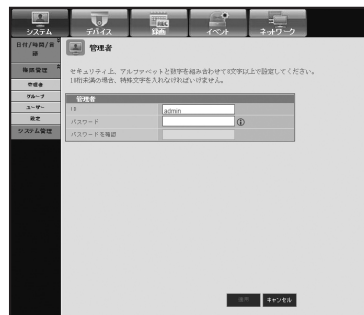 システム デバイス 録画 イベント ネットワーク
日付/時間/言語
権限管理
管理者
グループ
ユーザー
設定
システム管理
管理者
セキュリティ上、アルファベットと数字を組み合わせて8文字以上で設置してください。
10桁未満の場合、特殊文字を入れなければいけません。
管理者
ID admin
パスワード
パスワードを確認
適用 キャンセル